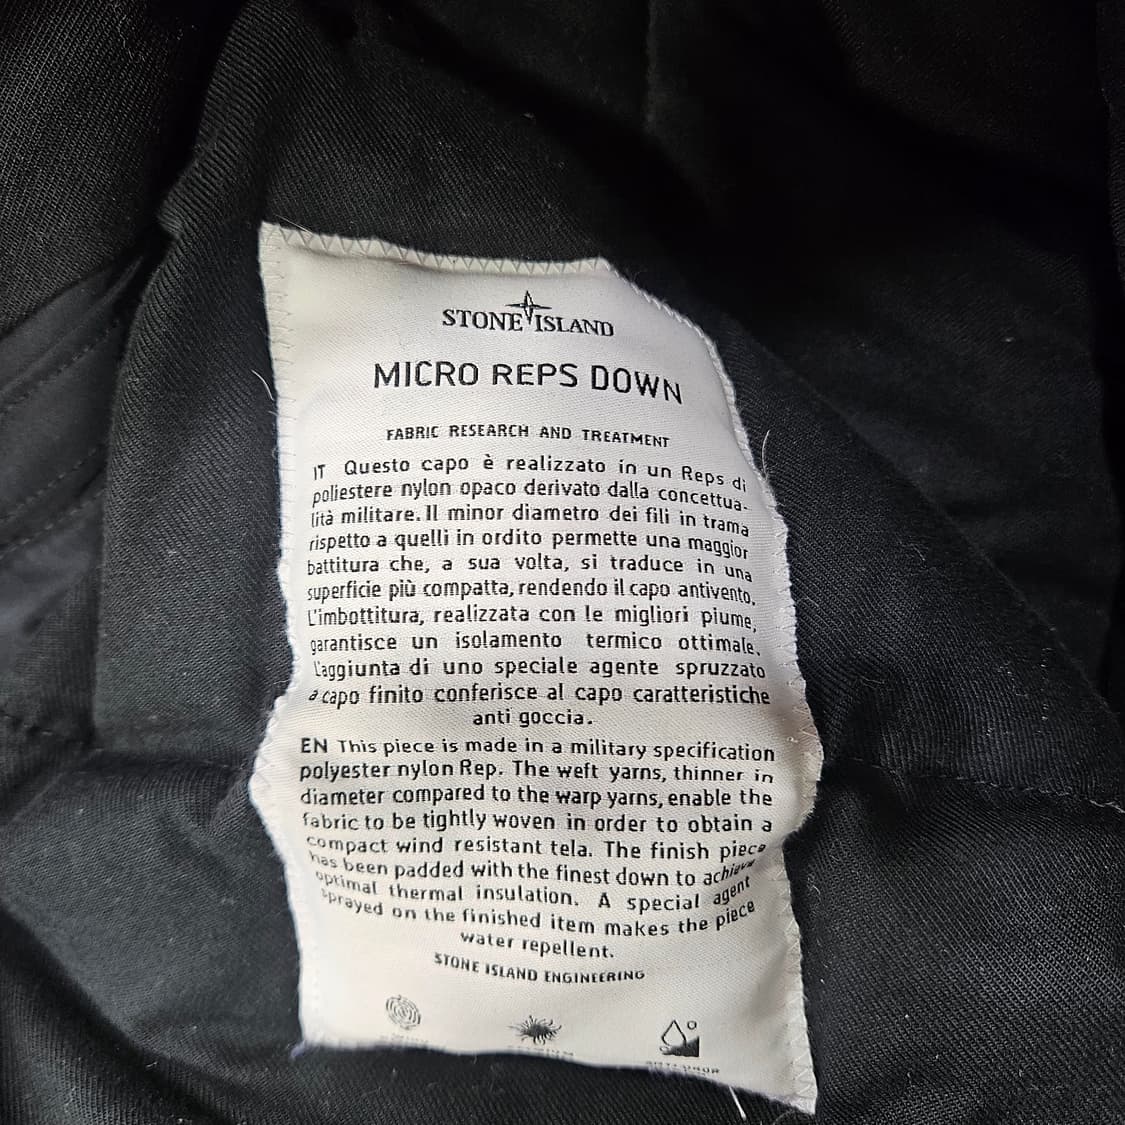 STONE ISLAND
MICRO REPS DOWN
FABRIC RESEARCH AND TREATMENT
IT Questo capo è realizzato in un Reps di
poliestere nylon opaco derivato dalla concettua-
lità militare. Il minor diametro dei fili in trama
rispetto a quelli in ordito permette una maggior
battitura che, a sua volta, si traduce in una
superficie più compatta, rendendo il capo antivento.
L'imbottitura, realizzata con le migliori piume,
garantisce un isolamento termico ottimale.
L'aggiunta di uno speciale agente spruzzato
a capo finito conferisce al capo caratteristiche
anti goccia.
EN This piece is made in a military specification
polyester nylon Rep. The weft yarns, thinner in
diameter compared to the warp yarns, enable the
fabric to be tightly woven in order to obtain a
compact wind resistant tela. The finish piece
has been padded with the finest down to achieve
optimal thermal insulation. A special agent
sprayed on the finished item makes the piece
water repellent.
STONE ISLAND ENGINEERING